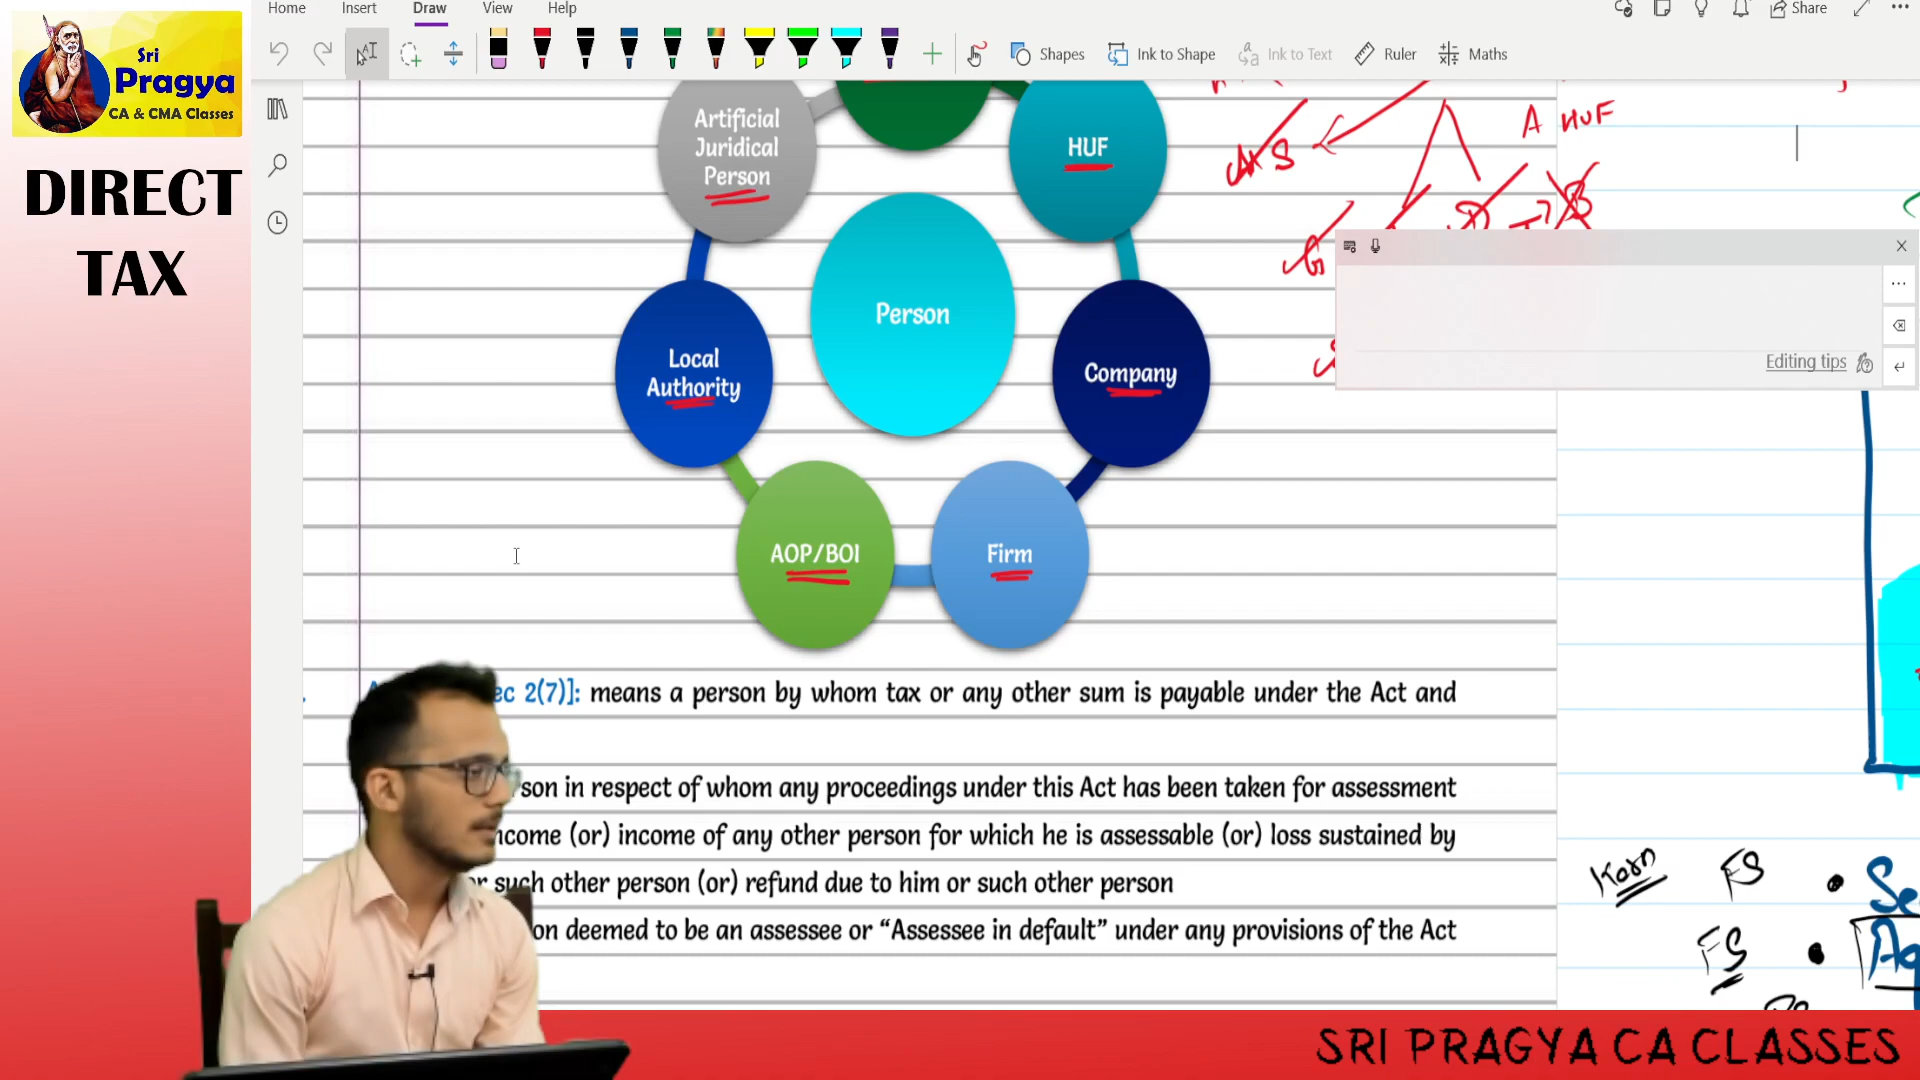 Home Insert Draw View Help Share
Sri
Pragya
CA & CMA Classes
Shapes Ink to Shape Ink to Text Ruler Maths
DIRECT
TAX
Artificial
Juridical
Person
HUF
A HUF
S
D
B
G
Person
Local
Authority
Company
Editing tips
AOP/BOI
Firm
ec 2(7)]: means a person by whom tax or any other sum is payable under the Act and
son in respect of whom any proceedings under this Act has been taken for assessment
ncome (or) income of any other person for which he is assessable (or) loss sustained by
or such other person (or) refund due to him or such other person
on deemed to be an assessee or “Assessee in default” under any provisions of the Act
FS
Se
FS
Ag
SRI PRAGYA CA CLASSES